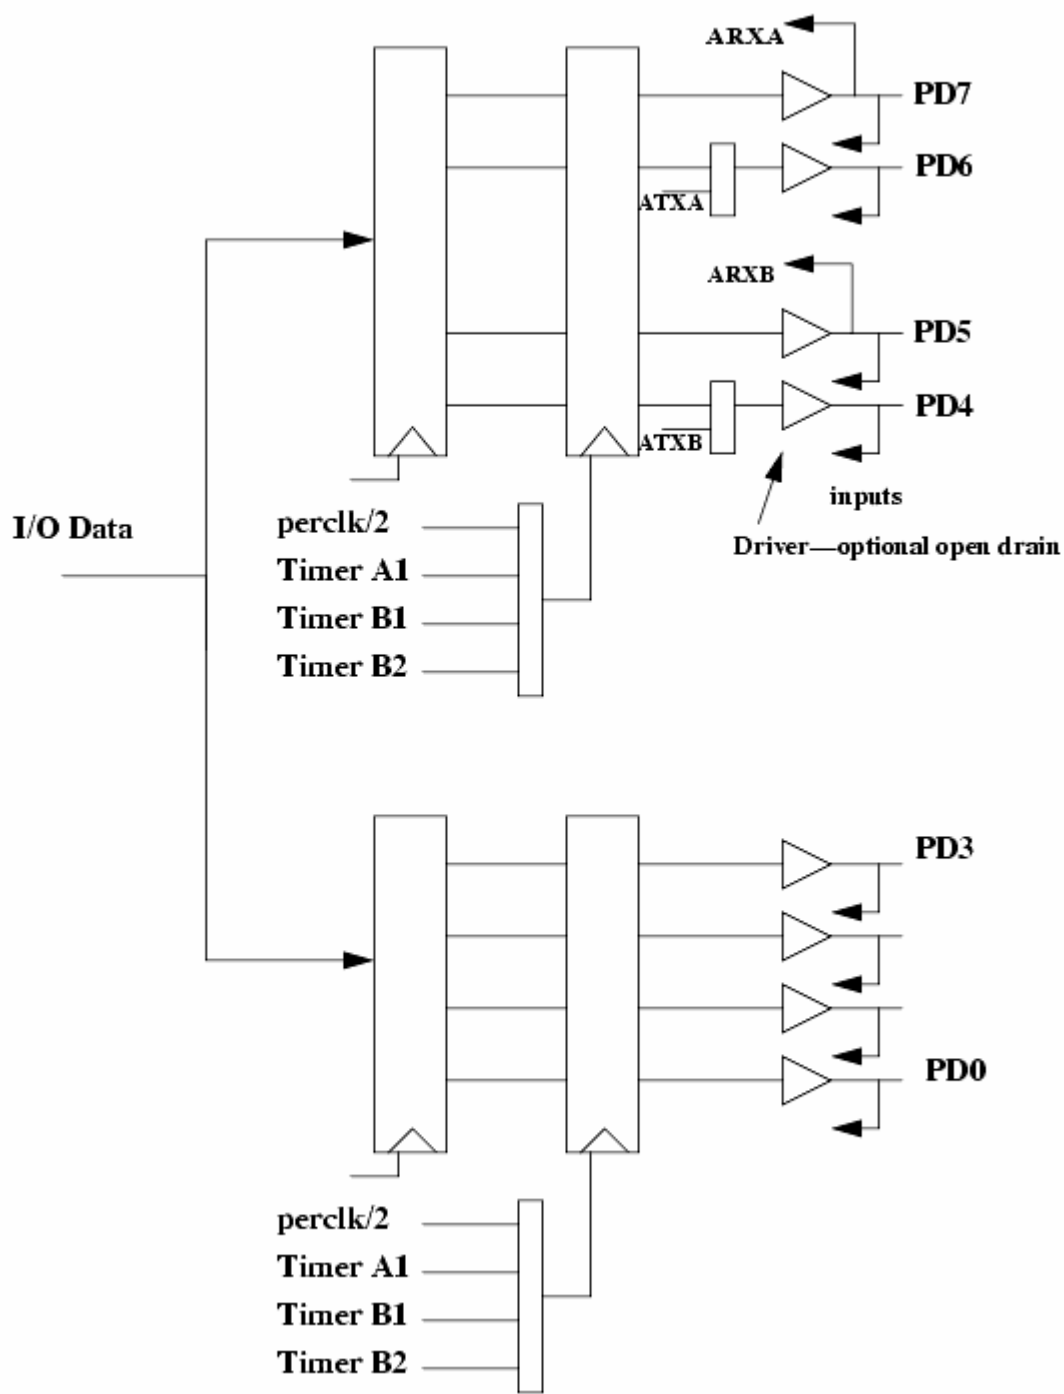 ARXA
PD7
PD6
ATXA
ARXB
PD5
PD4
ATXB
inputs
Driver—optional open drain
I/O Data
perclk/2
Timer A1
Timer B1
Timer B2
PD3
PD0
perclk/2
Timer A1
Timer B1
Timer B2